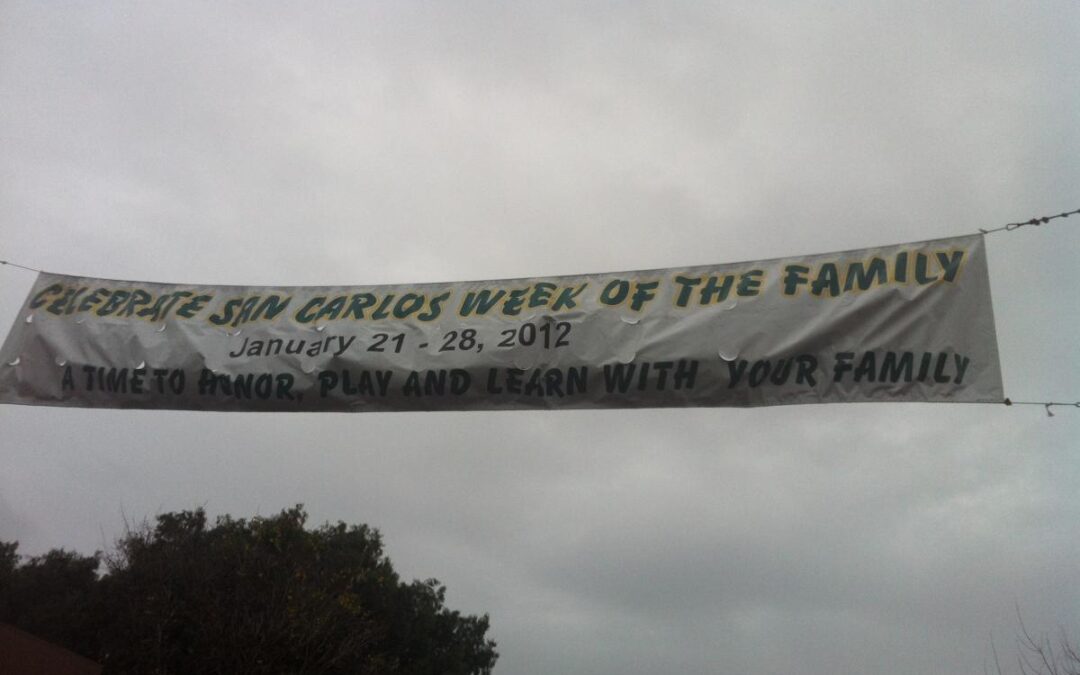 CELEBRATE SAN CARLOS WEEK OF THE FAMILY
January 21 - 28, 2012
A TIME TO HONOR, PLAY AND LEARN WITH YOUR FAMILY